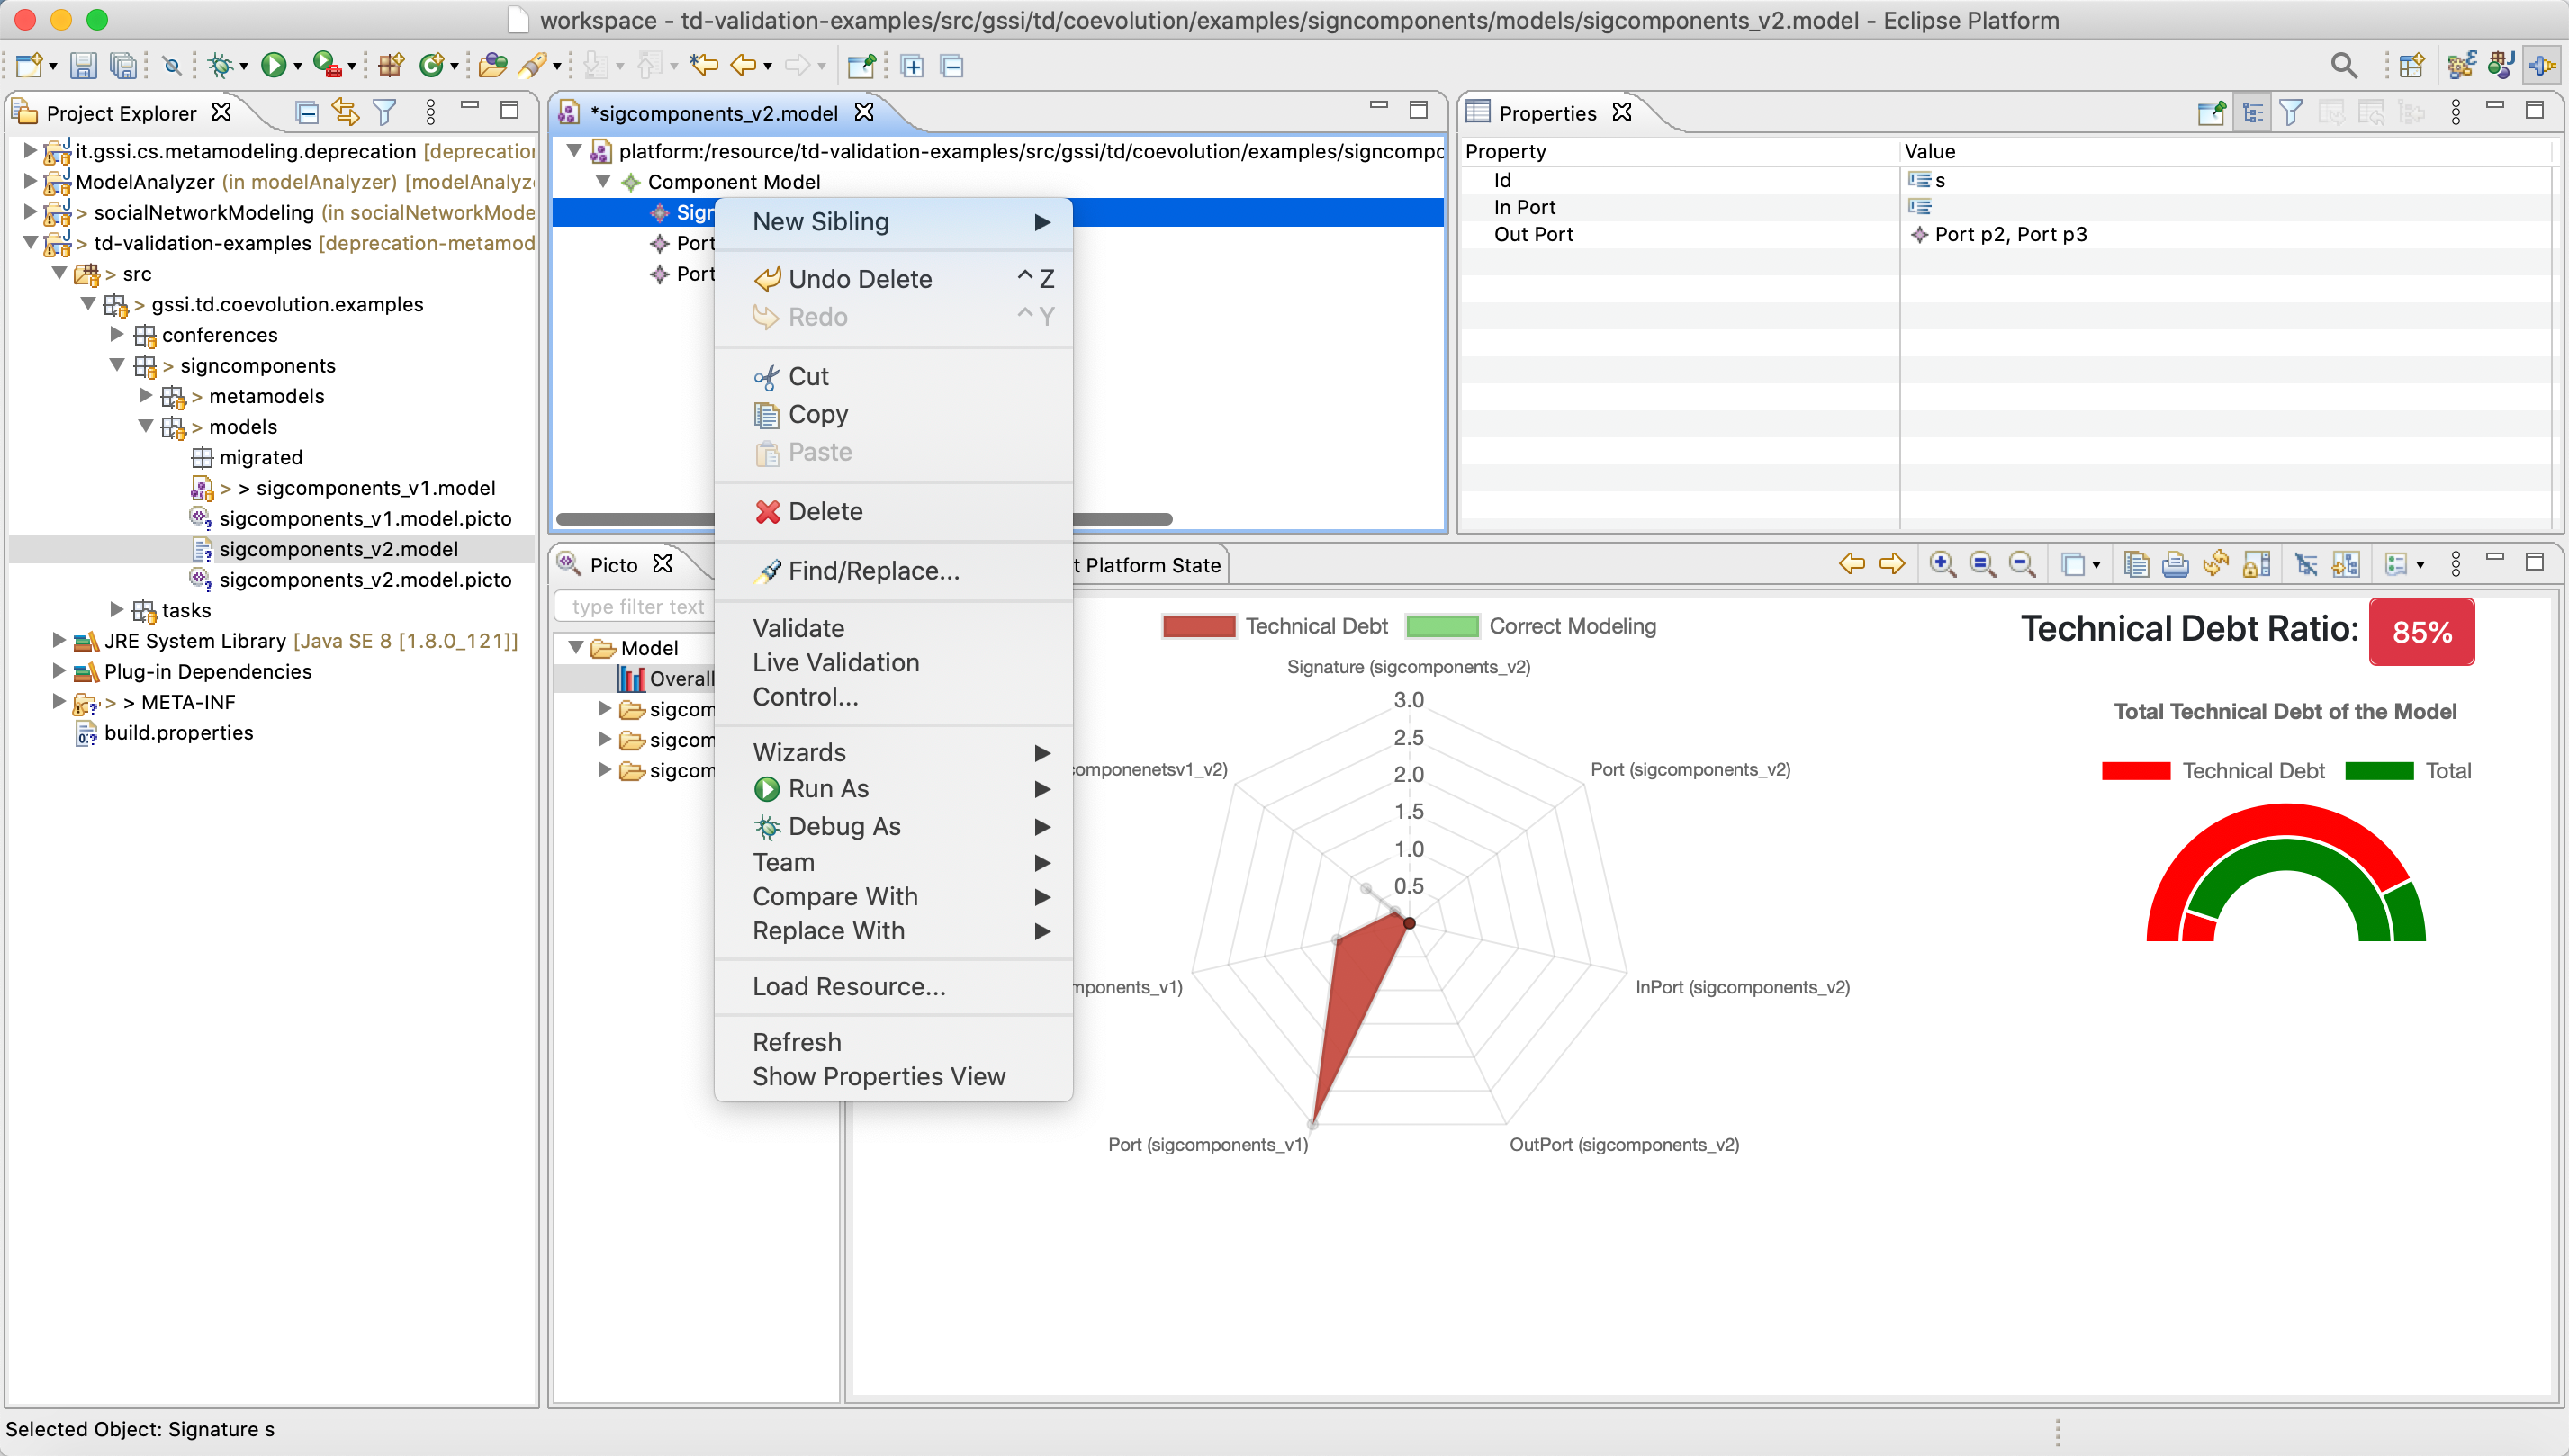 workspace - td-validation-examples/src/gssi/td/coevolution/examples/signcomponents/models/sigcomponents_v2.model - Eclipse Platform
Project Explorer
it.gssi.cs.metamodeling.deprecation [deprecation
ModelAnalyzer (in modelAnalyzer) [modelAnalyz
> socialNetworkModeling (in socialNetworkMode
> td-validation-examples [deprecation-metamod
> src
> gssi.td.coevolution.examples
conferences
> signcomponents
> metamodels
> models
migrated
> > sigcomponents_v1.model
sigcomponents_v1.model.picto
sigcomponents_v2.model
sigcomponents_v2.model.picto
tasks
JRE System Library [Java SE 8 [1.8.0_121]]
Plug-in Dependencies
> > META-INF
build.properties
*sigcomponents_v2.model
platform:/resource/td-validation-examples/src/gssi/td/coevolution/examples/signcompo
Component Model
Sign
Port
Port
New Sibling
Undo Delete ^ Z
Redo ^ Y
Cut
Copy
Paste
Delete
Find/Replace...
Validate
Live Validation
Control...
Wizards
Run As
Debug As
Team
Compare With
Replace With
Load Resource...
Refresh
Show Properties View
Properties
Property Value
Id s
In Port
Out Port Port p2, Port p3
Picto
t Platform State
type filter text
Model
Overall
sigcom
sigcom
sigcom
Technical Debt Correct Modeling
Signature (sigcomponents_v2)
3.0
2.5
2.0
1.5
1.0
0.5
componenetsv1_v2)
Port (sigcomponents_v2)
mponents_v1)
InPort (sigcomponents_v2)
Port (sigcomponents_v1)
OutPort (sigcomponents_v2)
Technical Debt Ratio: 85%
Total Technical Debt of the Model
Technical Debt Total
Selected Object: Signature s